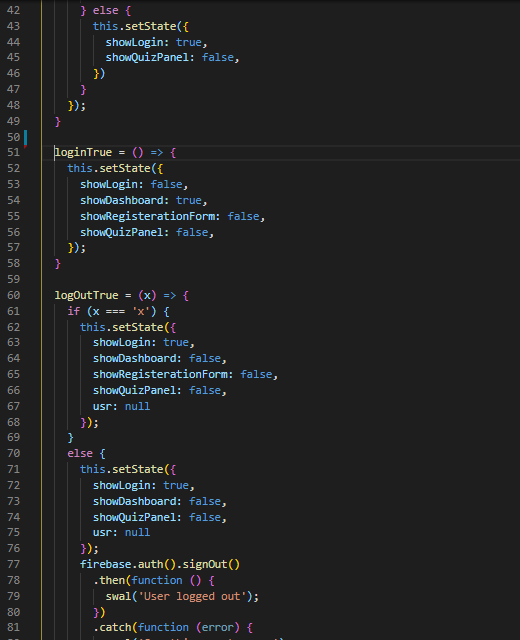 42 } else {
43 this.setState({
44 showLogin: true,
45 showQuizPanel: false,
46 })
47 }
48 });
49 }
50
51 loginTrue = () => {
52 this.setState({
53 showLogin: false,
54 showDashboard: true,
55 showRegisterationForm: false,
56 showQuizPanel: false,
57 });
58 }
59
60 logOutTrue = (x) => {
61 if (x === 'x') {
62 this.setState({
63 showLogin: true,
64 showDashboard: false,
65 showRegisterationForm: false,
66 showQuizPanel: false,
67 usr: null
68 });
69 }
70 else {
71 this.setState({
72 showLogin: true,
73 showDashboard: false,
74 showQuizPanel: false,
75 usr: null
76 });
77 firebase.auth().signOut()
78 .then(function () {
79 swal('User logged out');
80 })
81 .catch(function (error) {